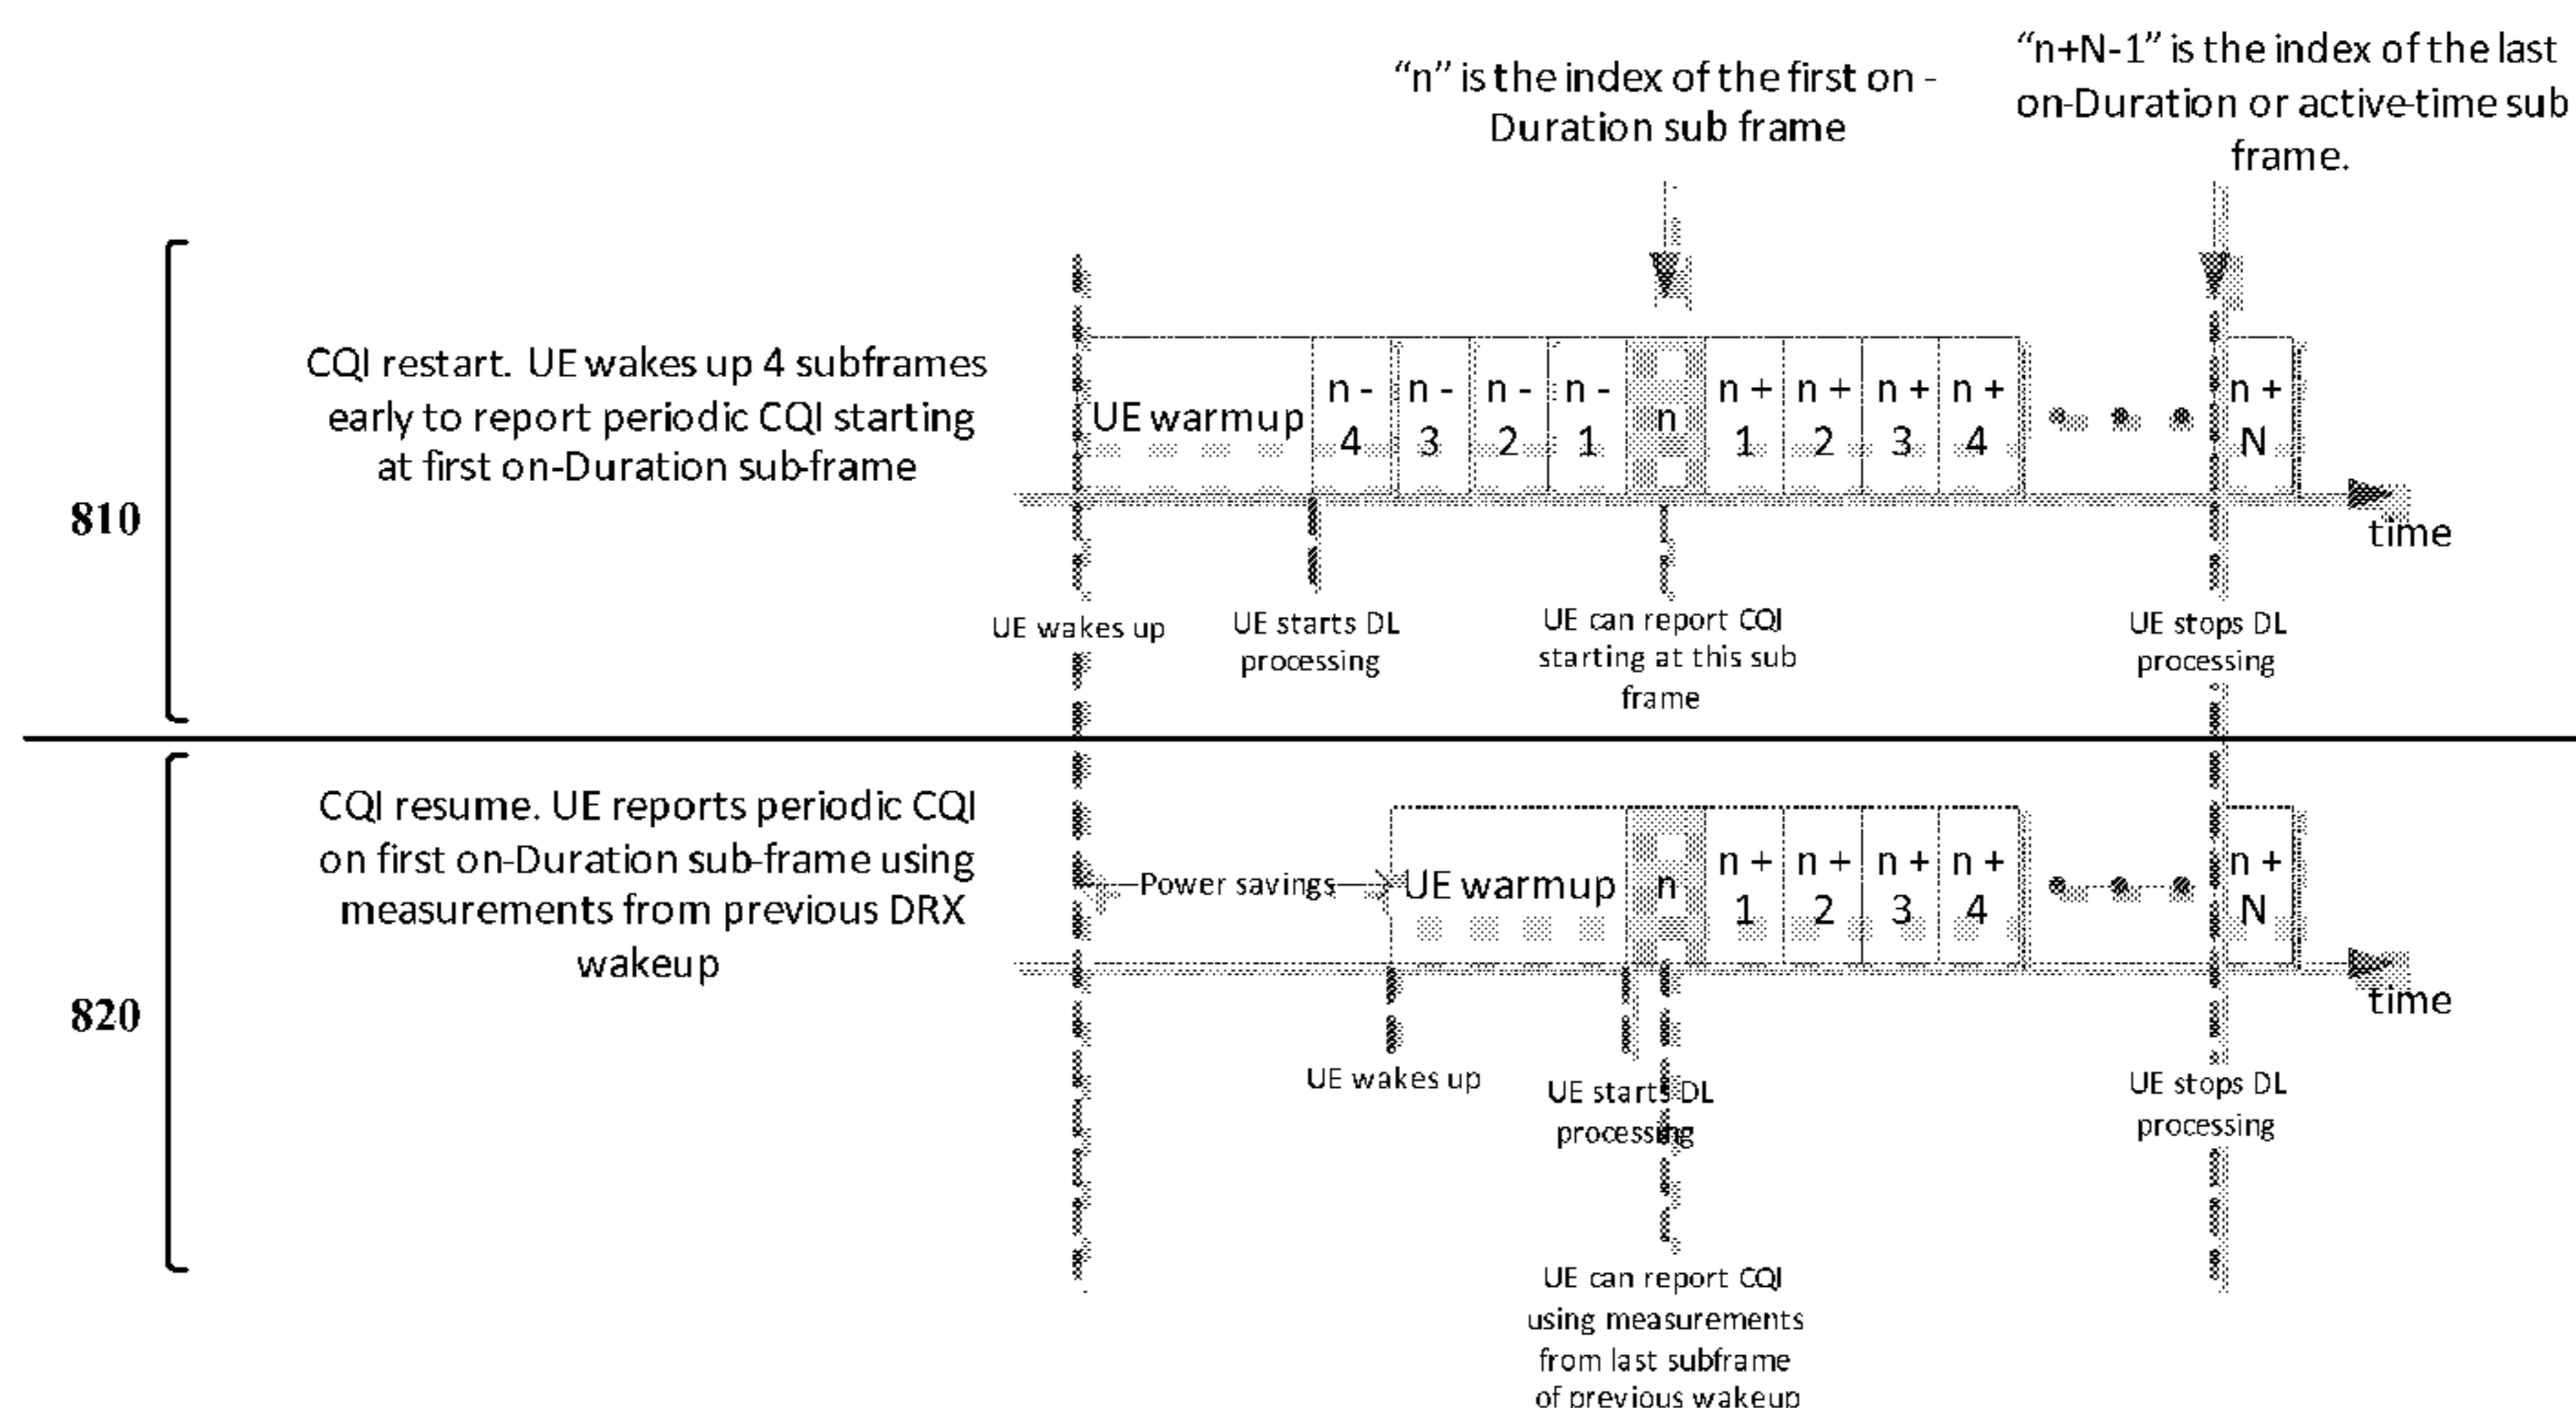 “n” is the index of the first on -
Duration sub frame
“n+N-1” is the index of the last
on-Duration or active-time sub
frame.
810
CQI restart. UE wakes up 4 subframes
early to report periodic CQI starting
at first on-Duration sub-frame
UE warmup
n -
4
n -
3
n -
2
n -
1
n
n +
1
n +
2
n +
3
n +
4
n +
N
time
UE wakes up
UE starts DL
processing
UE can report CQI
starting at this sub
frame
UE stops DL
processing
820
CQI resume. UE reports periodic CQI
on first on-Duration sub-frame using
measurements from previous DRX
wakeup
Power savings
UE warmup
n
n +
1
n +
2
n +
3
n +
4
n +
N
time
UE wakes up
UE starts DL
processing
UE stops DL
processing
UE can report CQI
using measurements
from last subframe
of previous wakeup